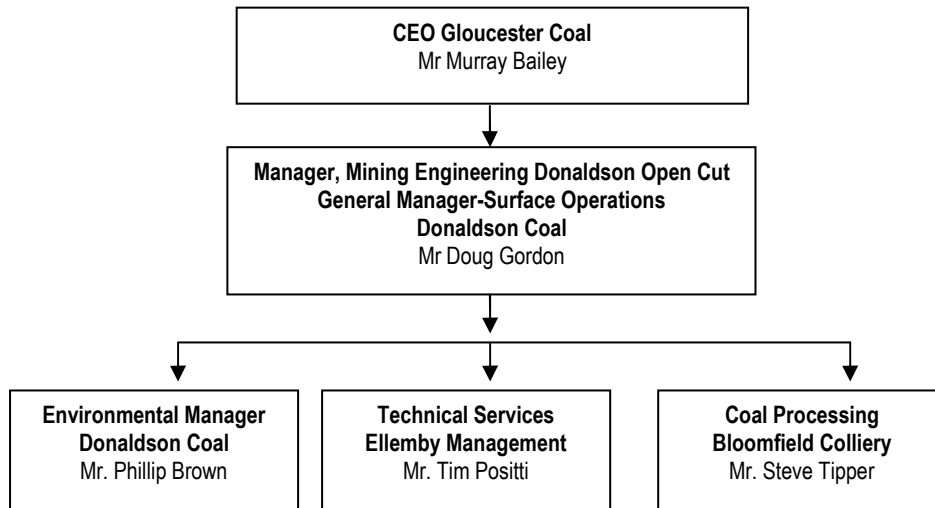 CEO Gloucester Coal
Mr Murray Bailey
Manager, Mining Engineering Donaldson Open Cut
General Manager-Surface Operations
Donaldson Coal
Mr Doug Gordon
Environmental Manager
Donaldson Coal
Mr. Phillip Brown
Technical Services
Ellemby Management
Mr. Tim Positti
Coal Processing
Bloomfield Colliery
Mr. Steve Tipper